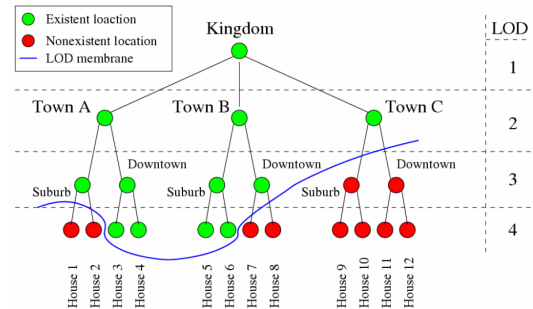 Existent loaction
Nonexistent location
LOD membrane
Kingdom
LOD
1
Town A
Town B
Town C
2
Downtown
Downtown
3
Suburb
Suburb
Suburb
4
House 1
House 2
House 3
House 4
House 5
House 6
House 7
House 8
House 9
House 10
House 11
House 12